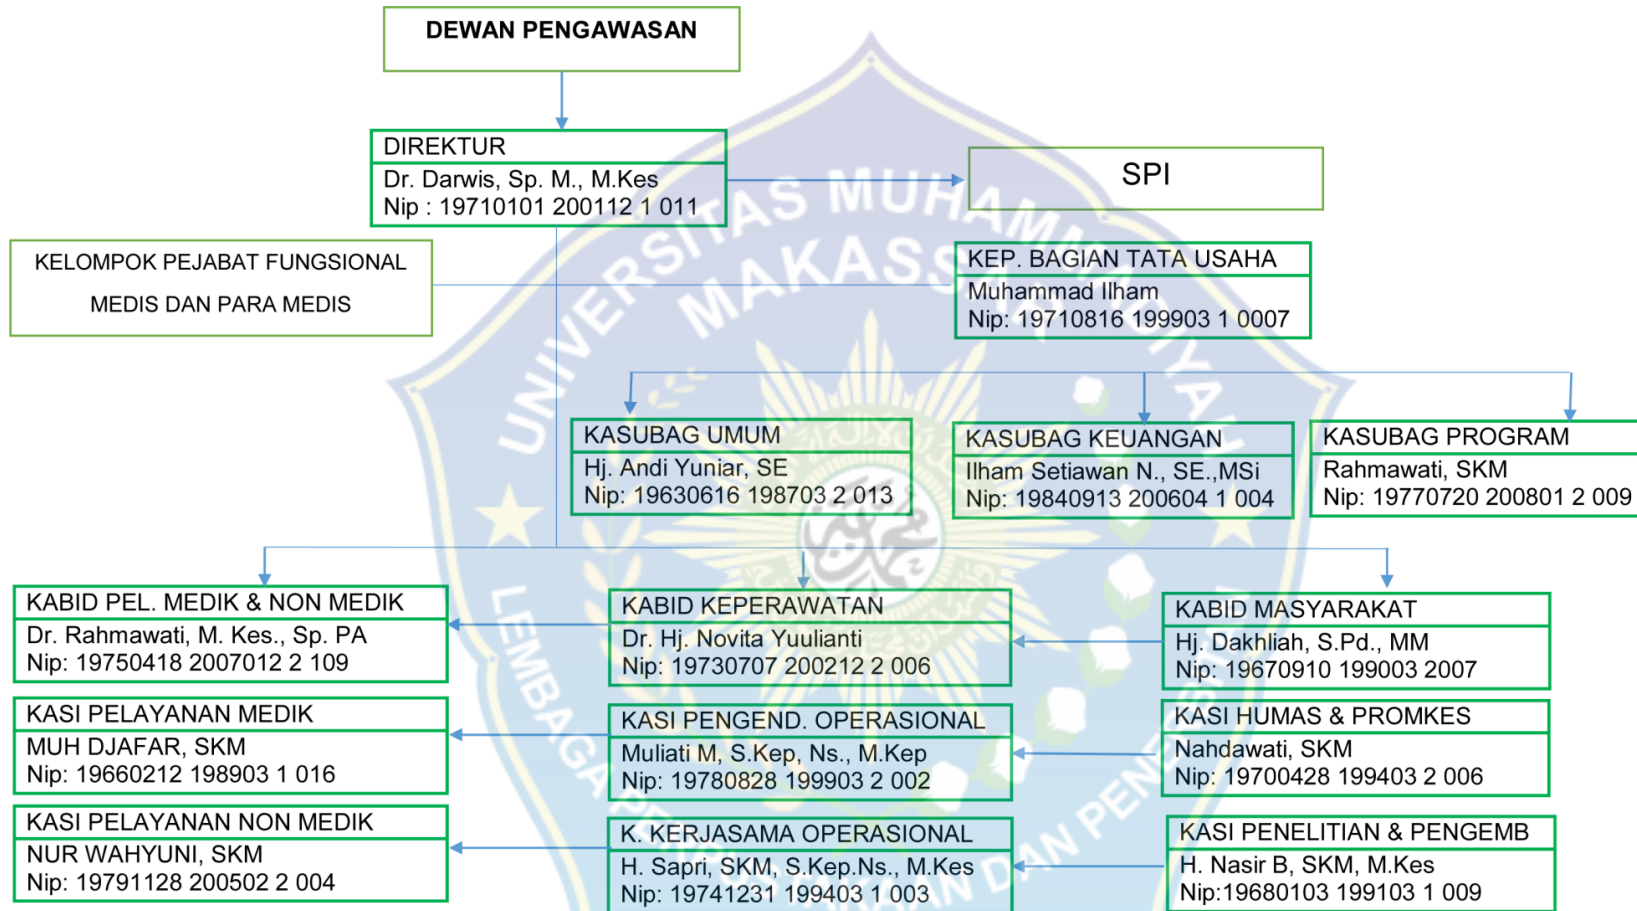 DEWAN PENGAWASAN
DIREKTUR
Dr. Darwis, Sp. M., M.Kes
Nip : 19710101 200112 1 011
SPI
KELOMPOK PEJABAT FUNGSIONAL
MEDIS DAN PARA MEDIS
KEP. BAGIAN TATA USAHA
Muhammad Ilham
Nip: 19710816 199903 1 0007
KASUBAG UMUM
Hj. Andi Yuniar, SE
Nip: 19630616 198703 2 013
KASUBAG KEUANGAN
Ilham Setiawan N., SE.,MSi
Nip: 19840913 200604 1 004
KASUBAG PROGRAM
Rahmawati, SKM
Nip: 19770720 200801 2 009
KABID PEL. MEDIK & NON MEDIK
Dr. Rahmawati, M. Kes., Sp. PA
Nip: 19750418 2007012 2 109
KABID KEPERAWATAN
Dr. Hj. Novita Yuulianti
Nip: 19730707 200212 2 006
KABID MASYARAKAT
Hj. Dakhliah, S.Pd., MM
Nip: 19670910 199003 2007
KASI PELAYANAN MEDIK
MUH DJAFAR, SKM
Nip: 19660212 198903 1 016
KASI PENGEND. OPERASIONAL
Muliati M, S.Kep, Ns., M.Kep
Nip: 19780828 199903 2 002
KASI HUMAS & PROMKES
Nahdawati, SKM
Nip: 19700428 199403 2 006
KASI PELAYANAN NON MEDIK
NUR WAHYUNI, SKM
Nip: 19791128 200502 2 004
K. KERJASAMA OPERASIONAL
H. Sapri, SKM, S.Kep.Ns., M.Kes
Nip: 19741231 199403 1 003
KASI PENELITIAN & PENGEMB
H. Nasir B, SKM, M.Kes
Nip:19680103 199103 1 009
UNIVERSITAS MUHAMMADIYAH
MAKASSAR
LEMBAGA
DAN